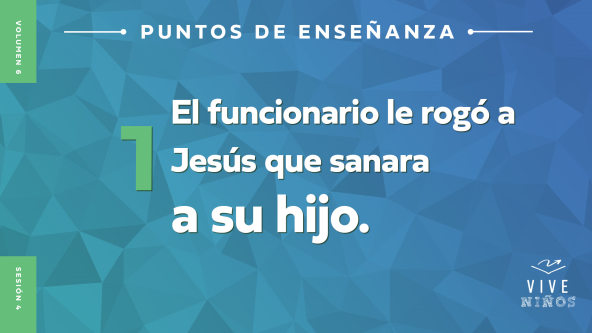 VOLUMEN 6
PUNTOS DE ENSEÑANZA
1
El funcionario le rogó a
Jesús que sanara
a su hijo.
SESIÓN 4
VIVE
NIÑOS